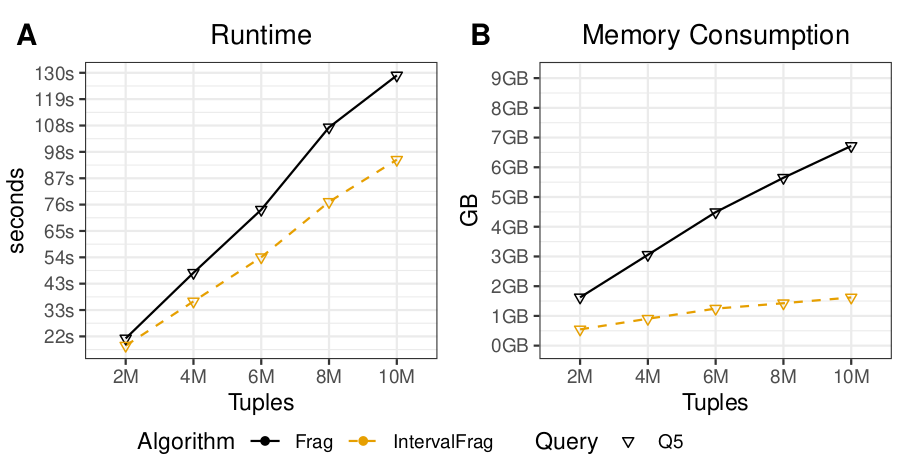 A Runtime
seconds
130s
119s
108s
98s
87s
76s
65s
54s
43s
33s
22s
2M 4M 6M 8M 10M
Tuples
B Memory Consumption
GB
9GB
8GB
7GB
6GB
5GB
4GB
3GB
2GB
1GB
0GB
2M 4M 6M 8M 10M
Tuples
Algorithm Frag IntervalFrag Query Q5